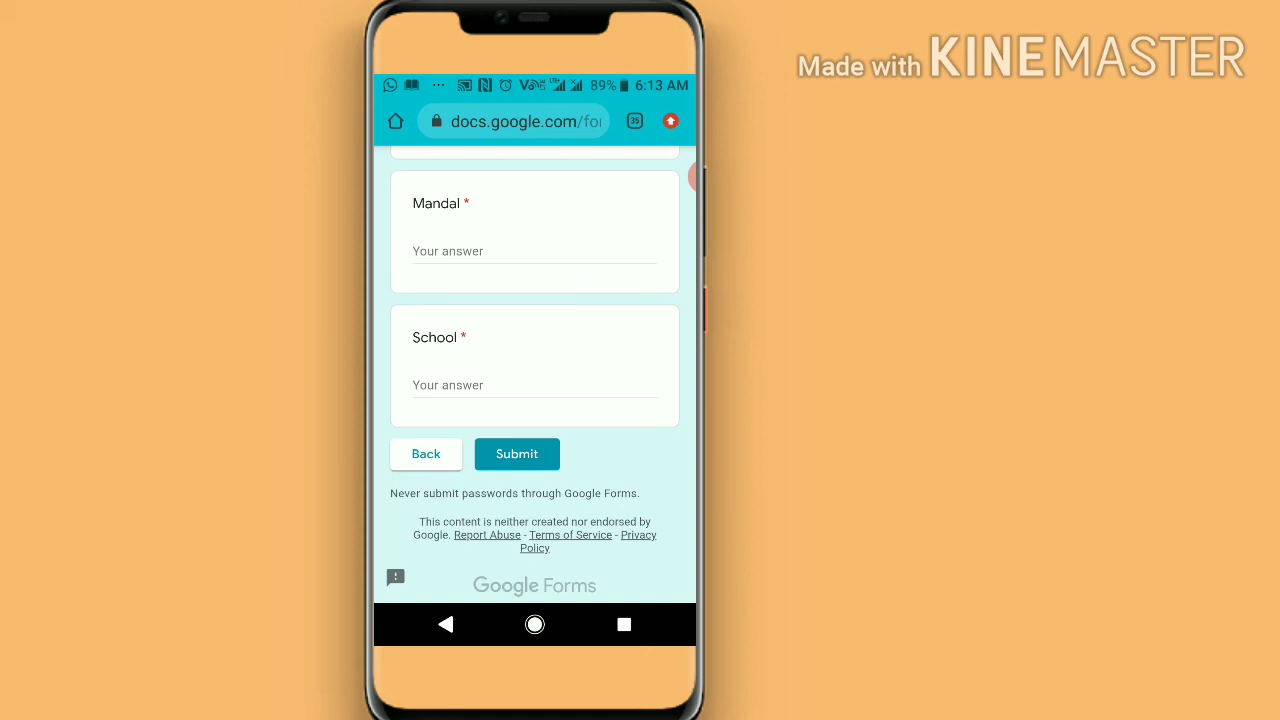 Made with KINEMASTER
89% 6:13 AM
docs.google.com/for
35
Mandal *
Your answer
School *
Your answer
Back Submit
Never submit passwords through Google Forms.
This content is neither created nor endorsed by
Google. Report Abuse - Terms of Service - Privacy
Policy
Google Forms